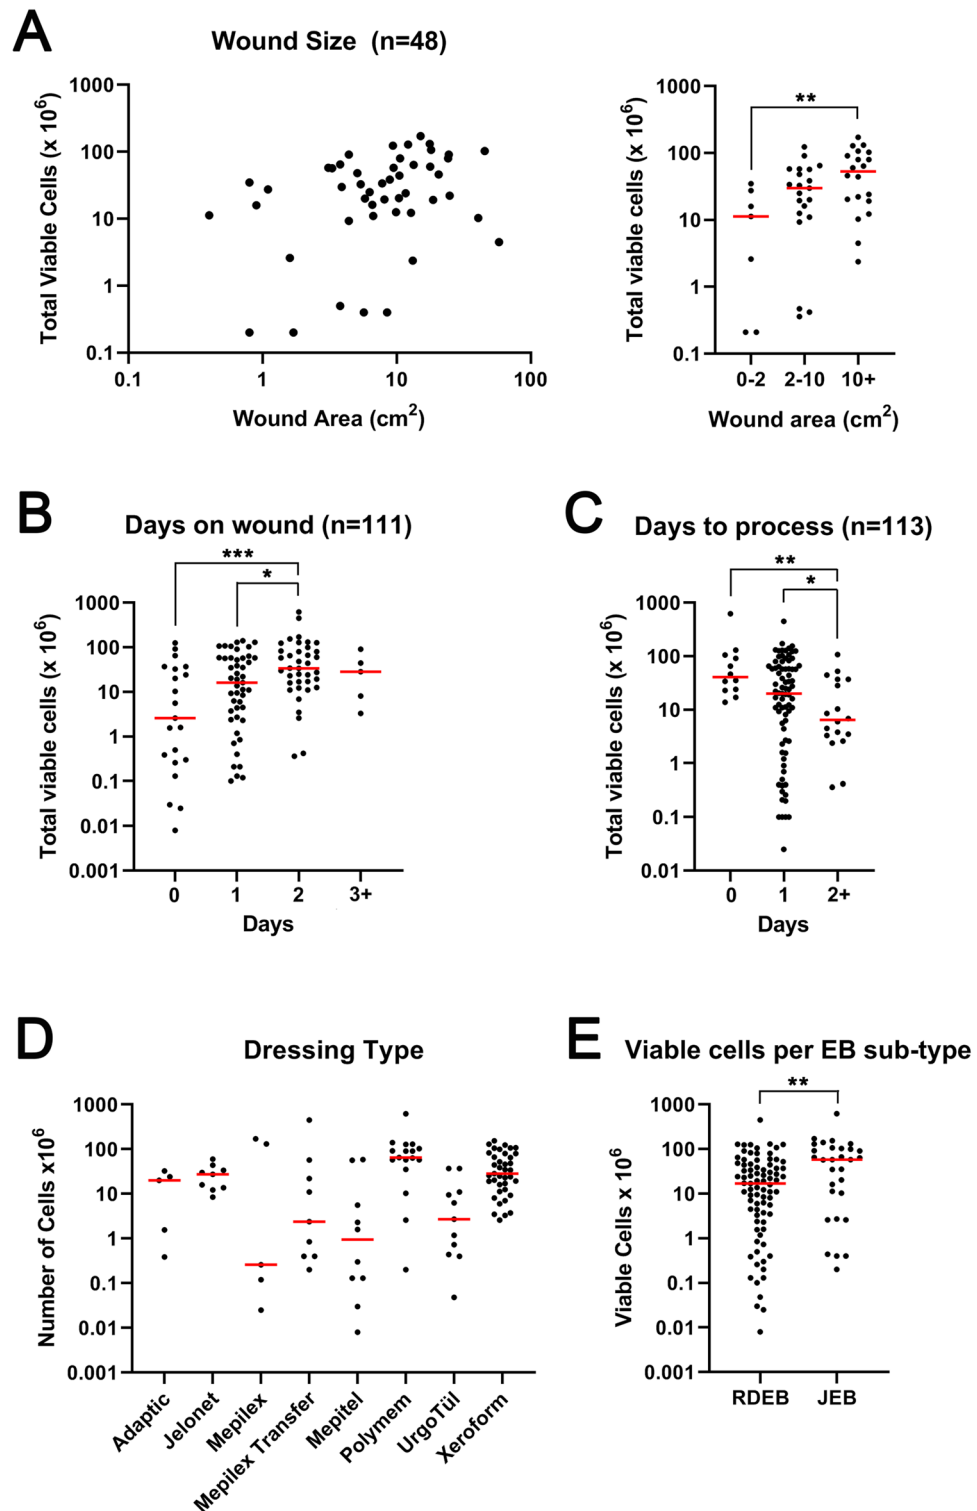 A
Wound Size (n=48)
Total Viable Cells (x 10⁶)
1000
100
10
1
0.1
0.1
1
10
100
Wound Area (cm²)
Total viable cells (x 10⁶)
1000
100
10
1
0.1
**
0-2
2-10
10+
Wound area (cm²)
B
Days on wound (n=111)
***
*
Total viable cells (x 10⁶)
1000
100
10
1
0.1
0.01
0.001
0
1
2
3+
Days
C
Days to process (n=113)
**
*
Total viable cells (x 10⁶)
1000
100
10
1
0.1
0.01
0
1
2+
Days
D
Dressing Type
Number of Cells x10⁶
1000
100
10
1
0.1
0.01
0.001
Adaptic
Jelonet
Mepilex
Mepilex Transfer
Mepitel
Polymem
UrgoTül
Xeroform
E
Viable cells per EB sub-type
**
Viable Cells x 10⁶
1000
100
10
1
0.1
0.01
0.001
RDEB
JEB